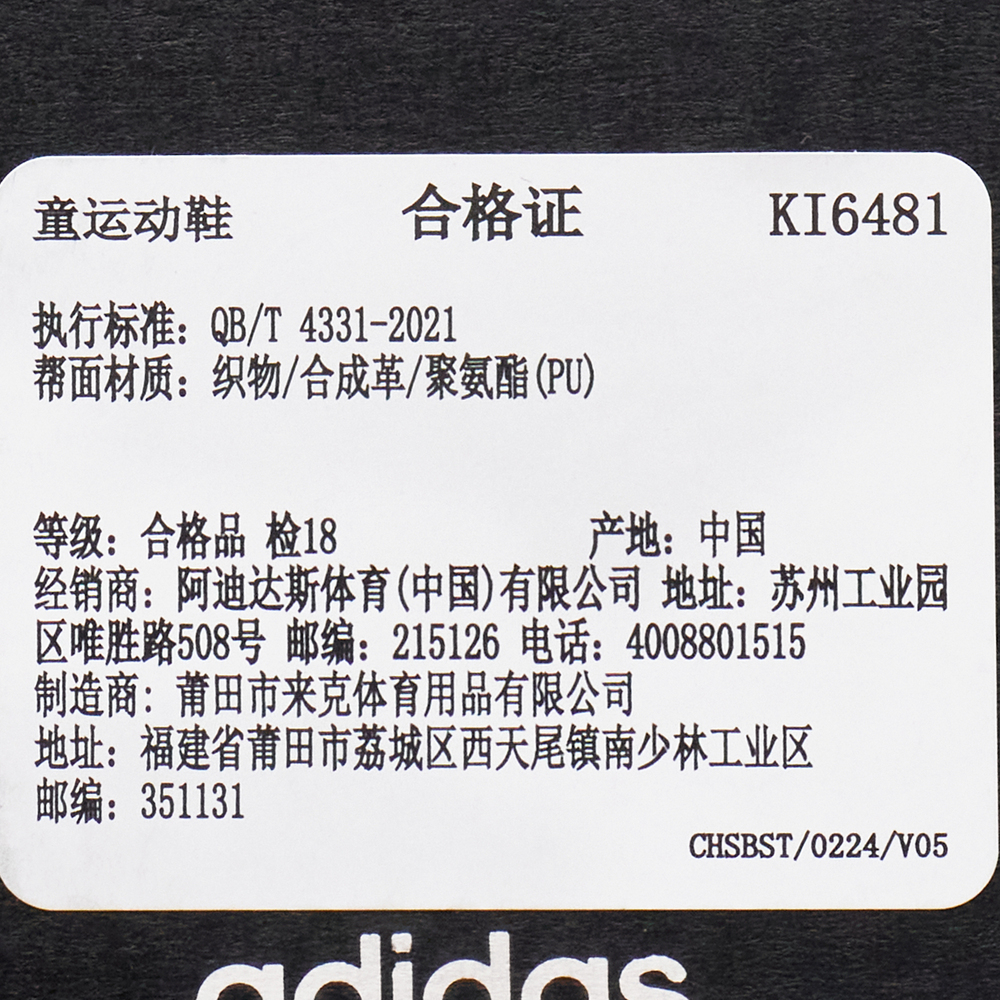 童运动鞋 合格证 KI6481
执行标准：QB/T 4331-2021
帮面材质：织物/合成革/聚氨酯(PU)
等级：合格品 检18 产地：中国
经销商：阿迪达斯体育(中国)有限公司 地址：苏州工业园
区唯胜路508号 邮编：215126 电话：4008801515
制造商：莆田市来克体育用品有限公司
地址：福建省莆田市荔城区西天尾镇南少林工业区
邮编：351131
CHSBST/0224/V05
adidas